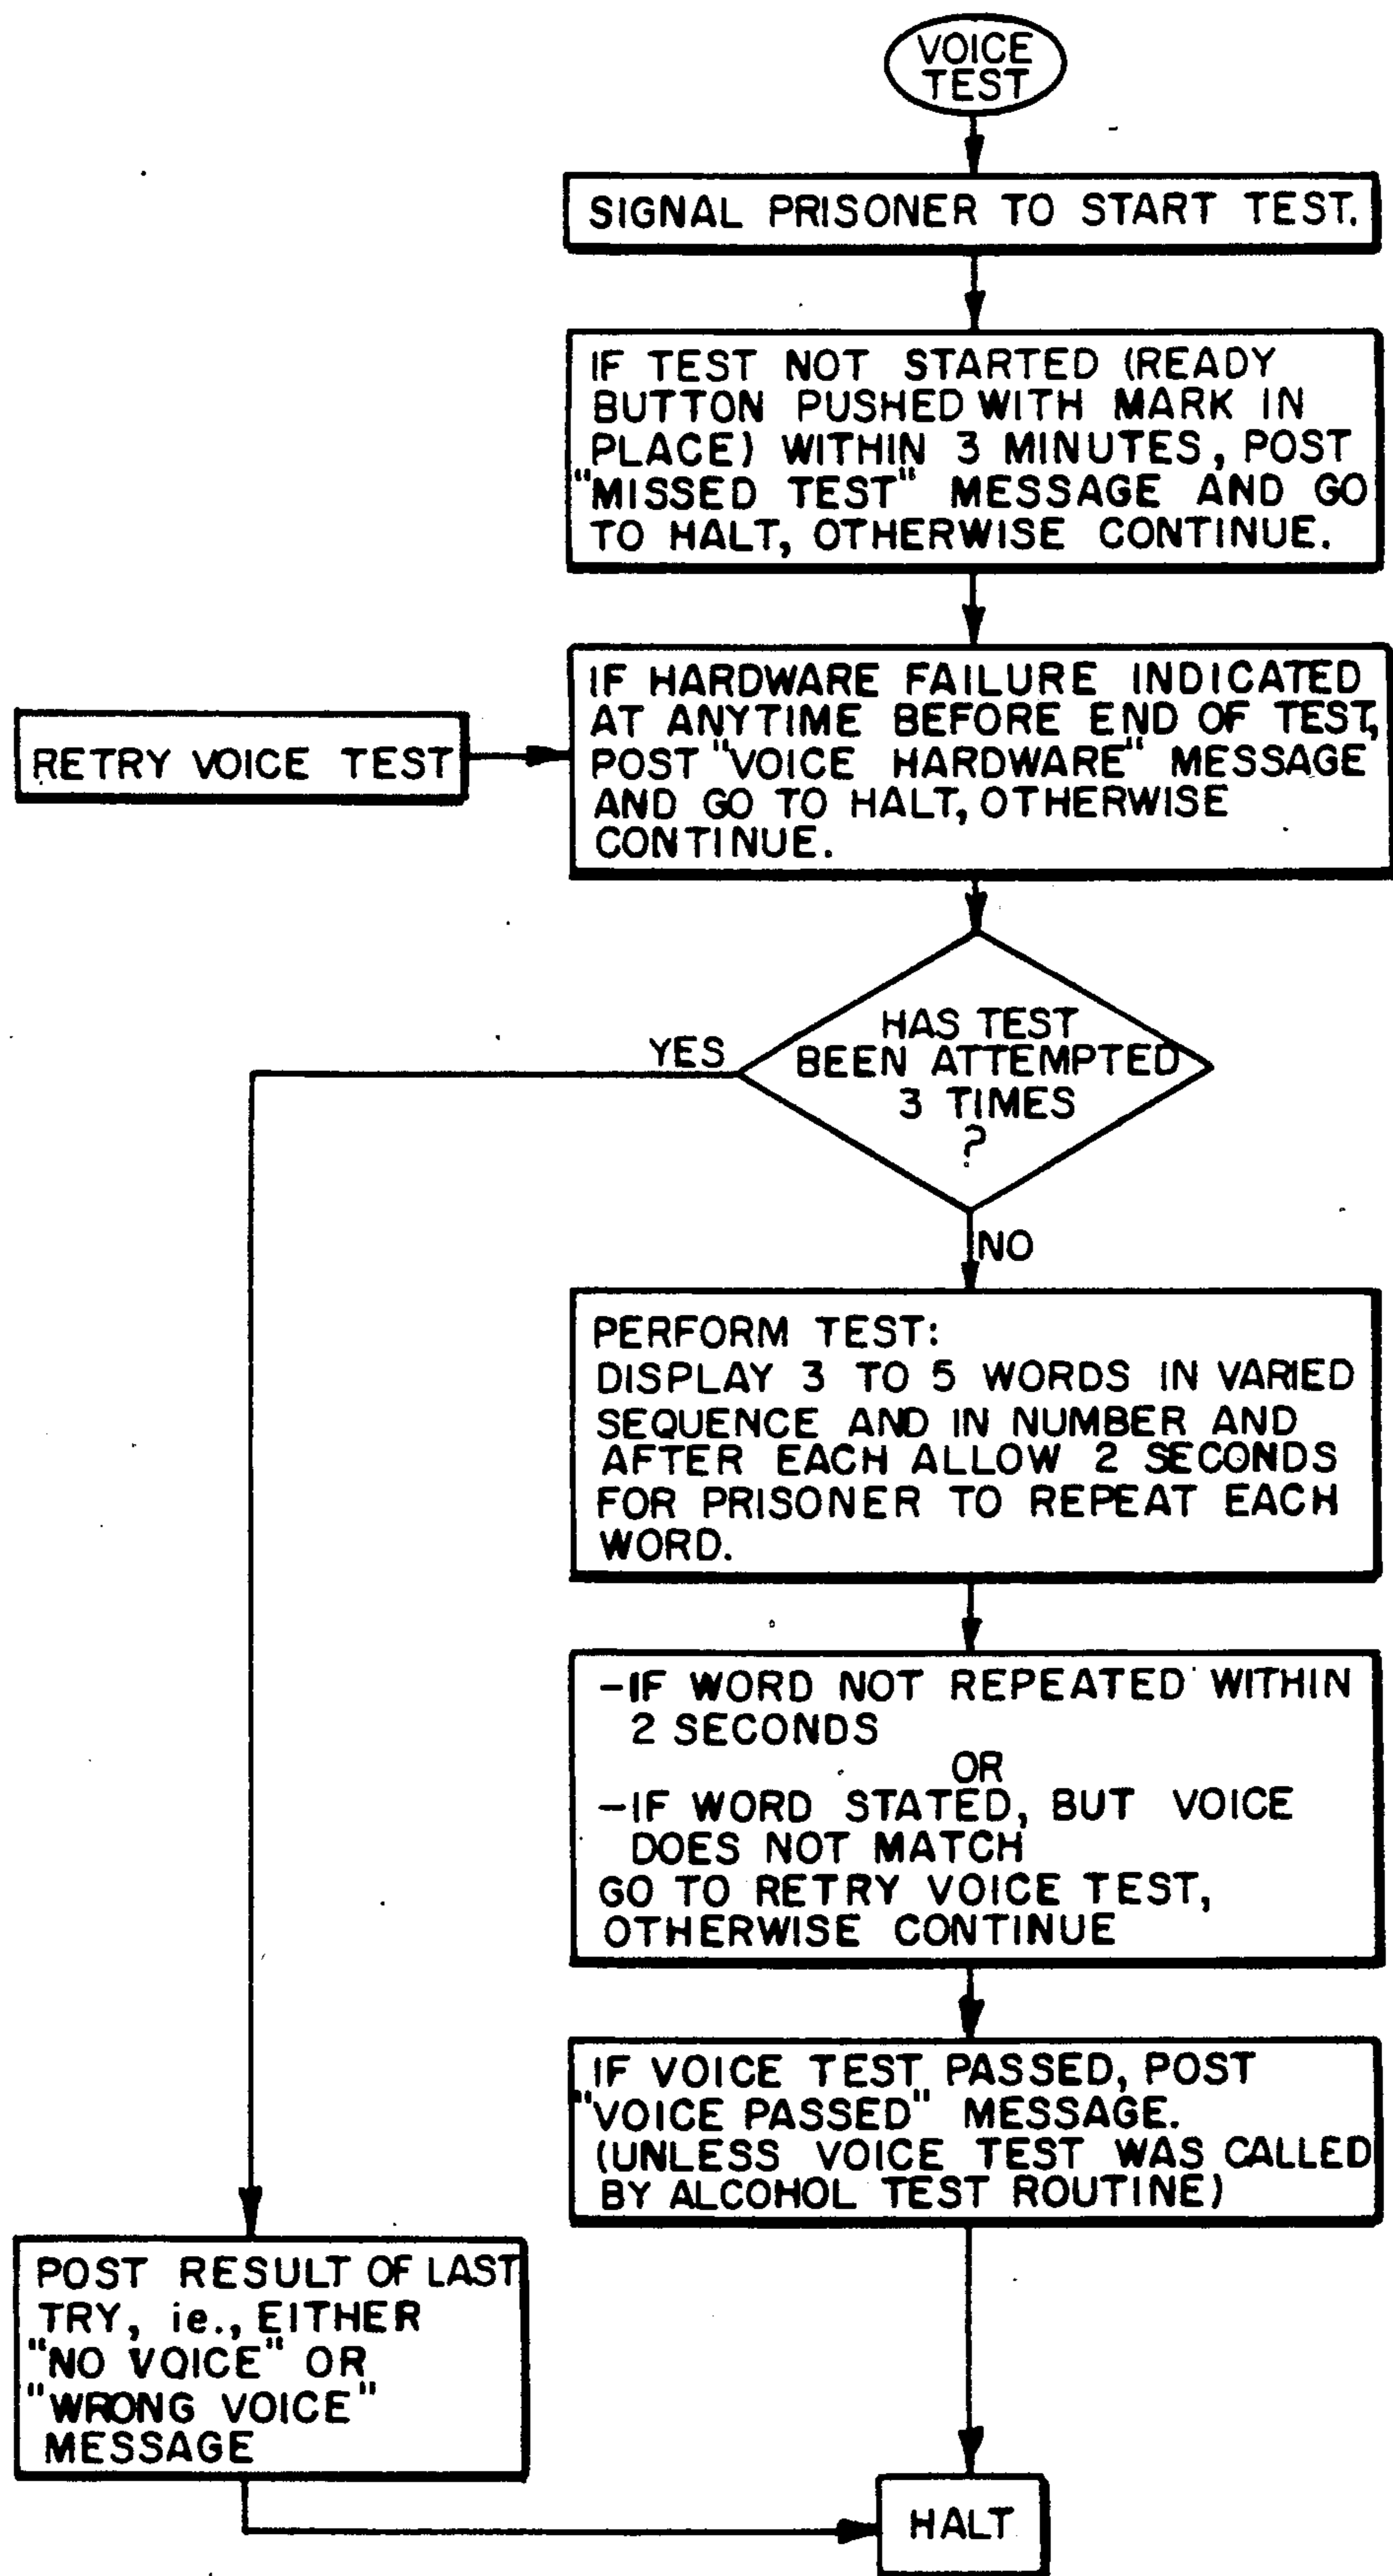 VOICE
TEST
SIGNAL PRISONER TO START TEST.
IF TEST NOT STARTED (READY
BUTTON PUSHED WITH MARK IN
PLACE) WITHIN 3 MINUTES, POST
"MISSED TEST" MESSAGE AND GO
TO HALT, OTHERWISE CONTINUE.
RETRY VOICE TEST
IF HARDWARE FAILURE INDICATED
AT ANYTIME BEFORE END OF TEST,
POST "VOICE HARDWARE" MESSAGE
AND GO TO HALT, OTHERWISE
CONTINUE.
HAS TEST
BEEN ATTEMPTED
3 TIMES
?
YES
NO
PERFORM TEST:
DISPLAY 3 TO 5 WORDS IN VARIED
SEQUENCE AND IN NUMBER AND
AFTER EACH ALLOW 2 SECONDS
FOR PRISONER TO REPEAT EACH
WORD.
-IF WORD NOT REPEATED WITHIN
2 SECONDS
OR
-IF WORD STATED, BUT VOICE
DOES NOT MATCH
GO TO RETRY VOICE TEST,
OTHERWISE CONTINUE
IF VOICE TEST PASSED, POST
"VOICE PASSED" MESSAGE.
(UNLESS VOICE TEST WAS CALLED
BY ALCOHOL TEST ROUTINE)
POST RESULT OF LAST
TRY, ie., EITHER
"NO VOICE" OR
"WRONG VOICE"
MESSAGE
HALT